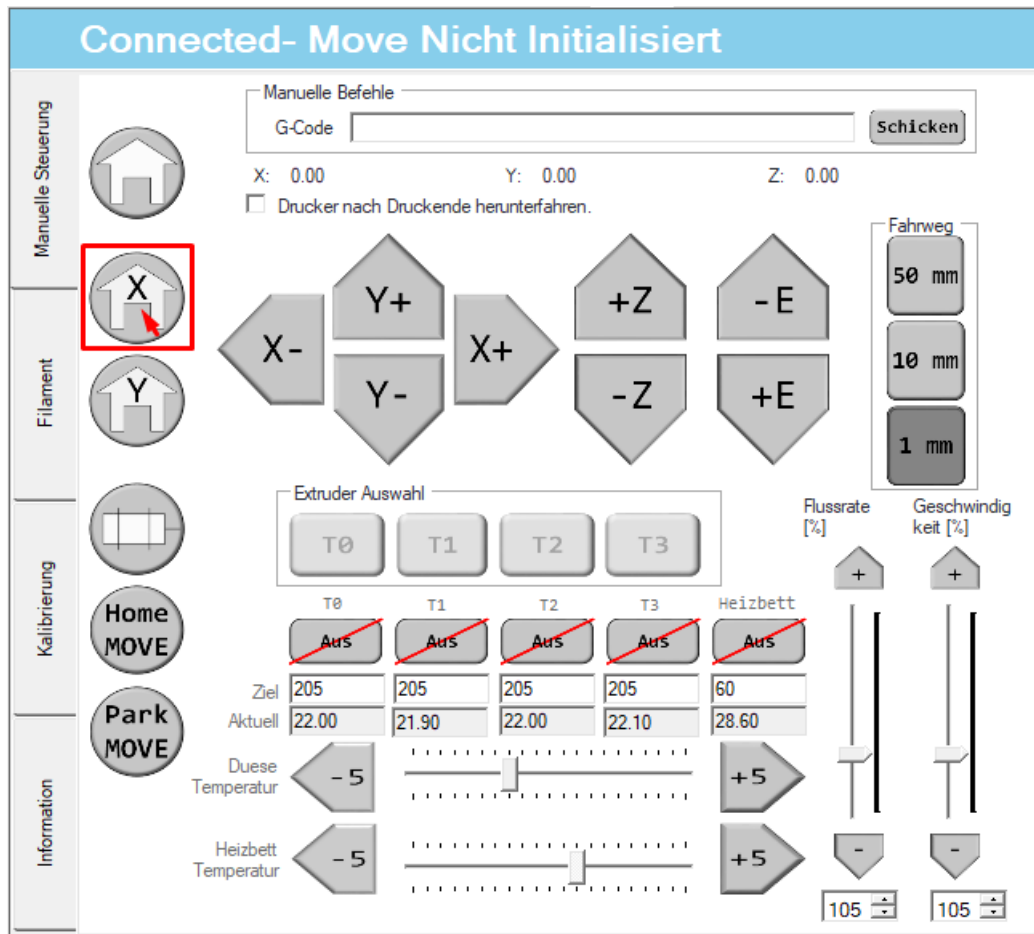 Connected- Move Nicht Initialisiert
Manuelle Steuerung
Filament
Kalibrierung
Information
Manuelle Befehle
G-Code
Schicken
X: 0.00 Y: 0.00 Z: 0.00
Drucker nach Druckende herunterfahren.
X
Y
Home
MOVE
Park
MOVE
X-
Y+
Y-
X+
+Z
-Z
-E
+E
Fahrweg
50 mm
10 mm
1 mm
Extruder Auswahl
T0 T1 T2 T3
T0 T1 T2 T3 Heizbett
Aus Aus Aus Aus Aus
Ziel 205 205 205 205 60
Aktuell 22.00 21.90 22.00 22.10 28.60
Duese
Temperatur
-5 +5
Heizbett
Temperatur
-5 +5
Flussrate
[%]
+
-
105
Geschwindig
keit [%]
+
-
105